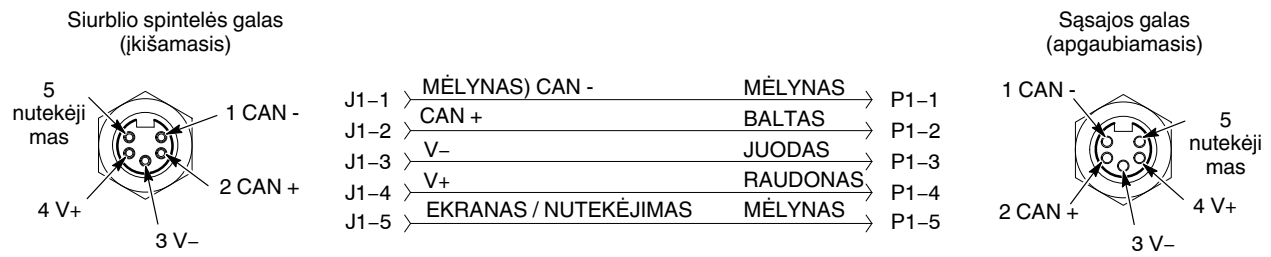 Siurblio spintelės galas
(įkišamasis)
5
nutekėji
mas
1 CAN -
2 CAN +
4 V+
3 V–
J1–1 MĖLYNAS) CAN - MĖLYNAS P1–1
J1–2 CAN + BALTAS P1–2
J1–3 V– JUODAS P1–3
J1–4 V+ RAUDONAS P1–4
J1–5 EKRANAS / NUTEKĖJIMAS MĖLYNAS P1–5
Sąsajos galas
(apgaubiamasis)
1 CAN -
5
nutekėji
mas
2 CAN +
4 V+
3 V–